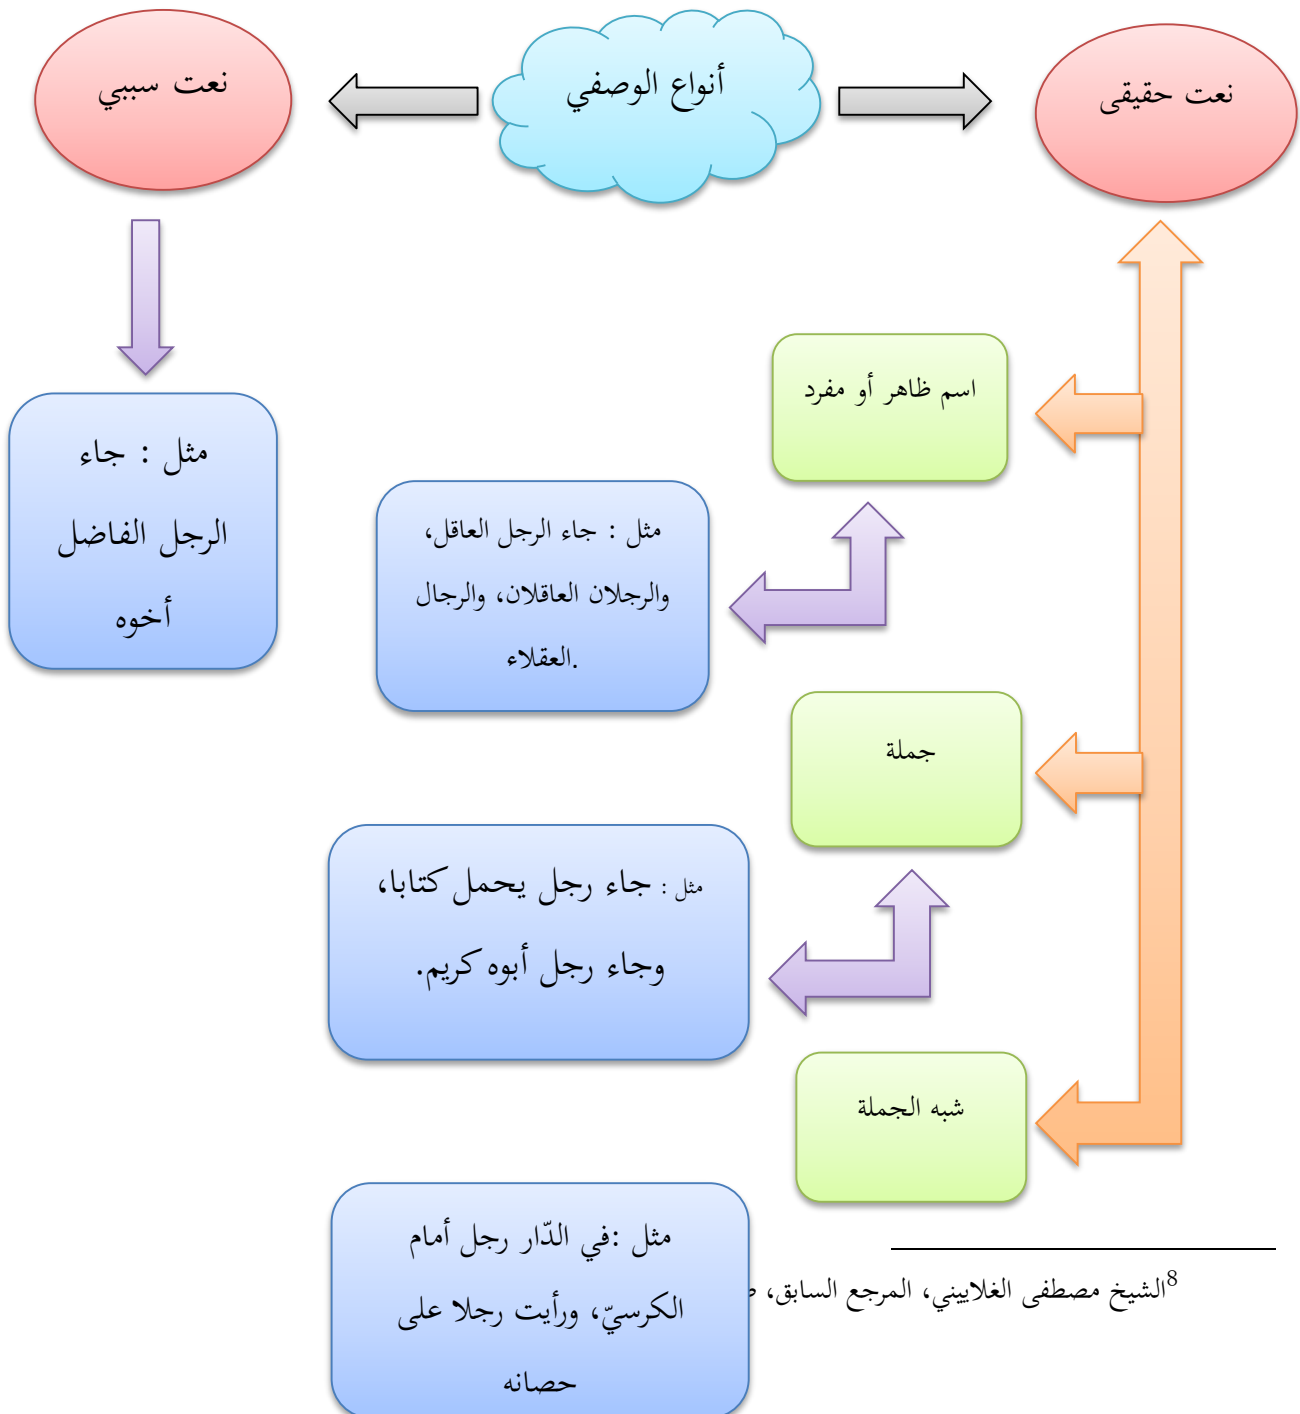 أنواع الوصفي
نعت حقيقى
نعت سببي
اسم ظاهر أو مفرد
مثل : جاء الرجل العاقل،
والرجلان العاقلان، والرجال
العقلاء.
جملة
مثل : جاء رجل يحمل كتابا،
وجاء رجل أبوه كريم.
شبه الجملة
مثل :في الدّار رجل أمام
الكرسيّ، ورأيت رجلا على
حصانه
مثل : جاء
الرجل الفاضل
أخوه
8الشيخ مصطفى الغلاييني، المرجع السابق،